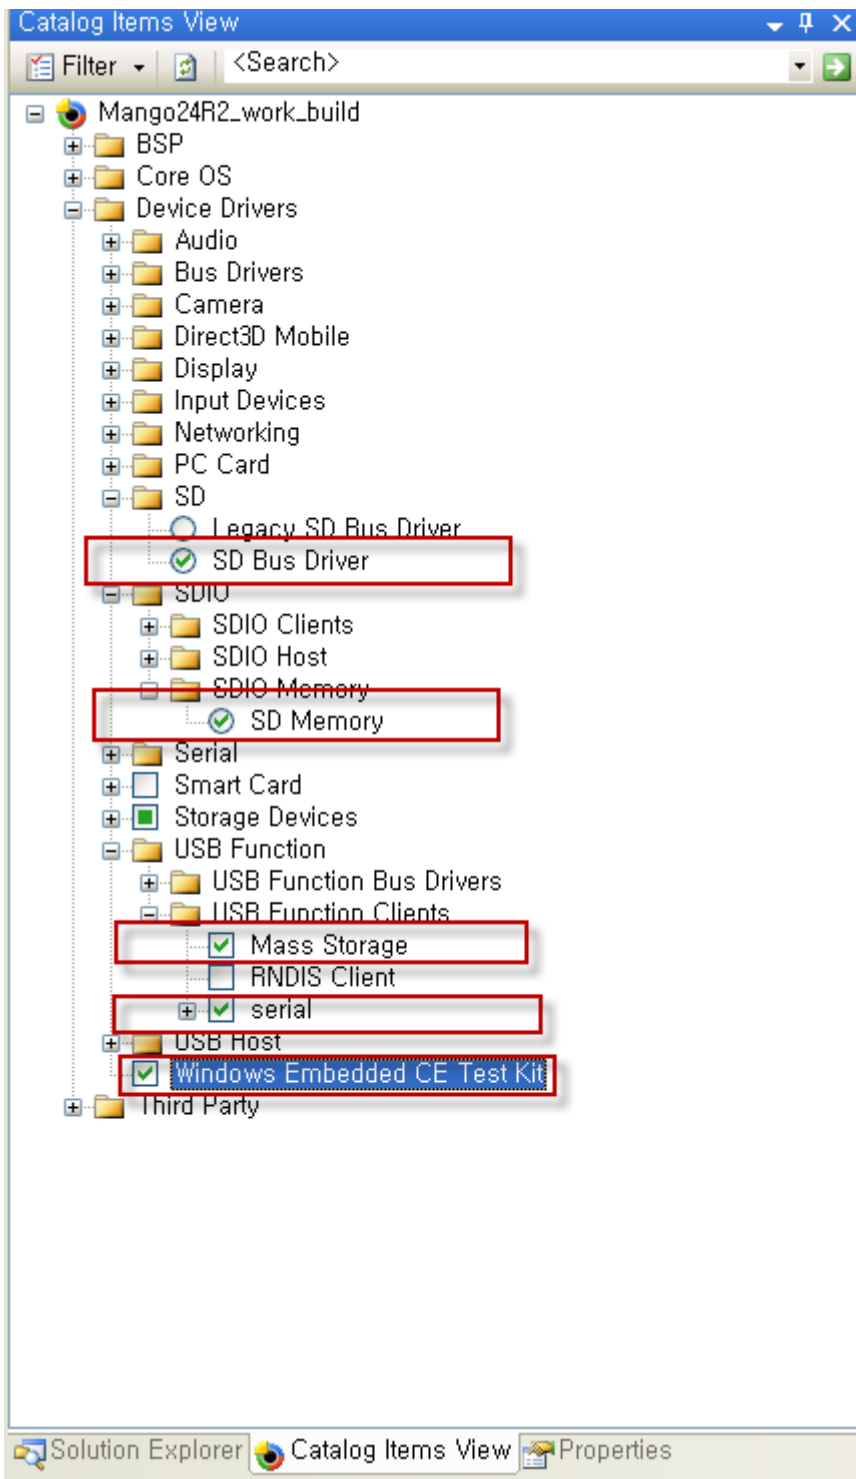 Catalog Items View
Filter
<Search>
Mango24R2_work_build
BSP
Core OS
Device Drivers
Audio
Bus Drivers
Camera
Direct3D Mobile
Display
Input Devices
Networking
PC Card
SD
Legacy SD Bus Driver
SD Bus Driver
SDIO
SDIO Clients
SDIO Host
SDIO Memory
SD Memory
Serial
Smart Card
Storage Devices
USB Function
USB Function Bus Drivers
USB Function Clients
Mass Storage
RNDIS Client
serial
USB Host
Windows Embedded CE Test Kit
Third Party
Solution Explorer Catalog Items View Properties